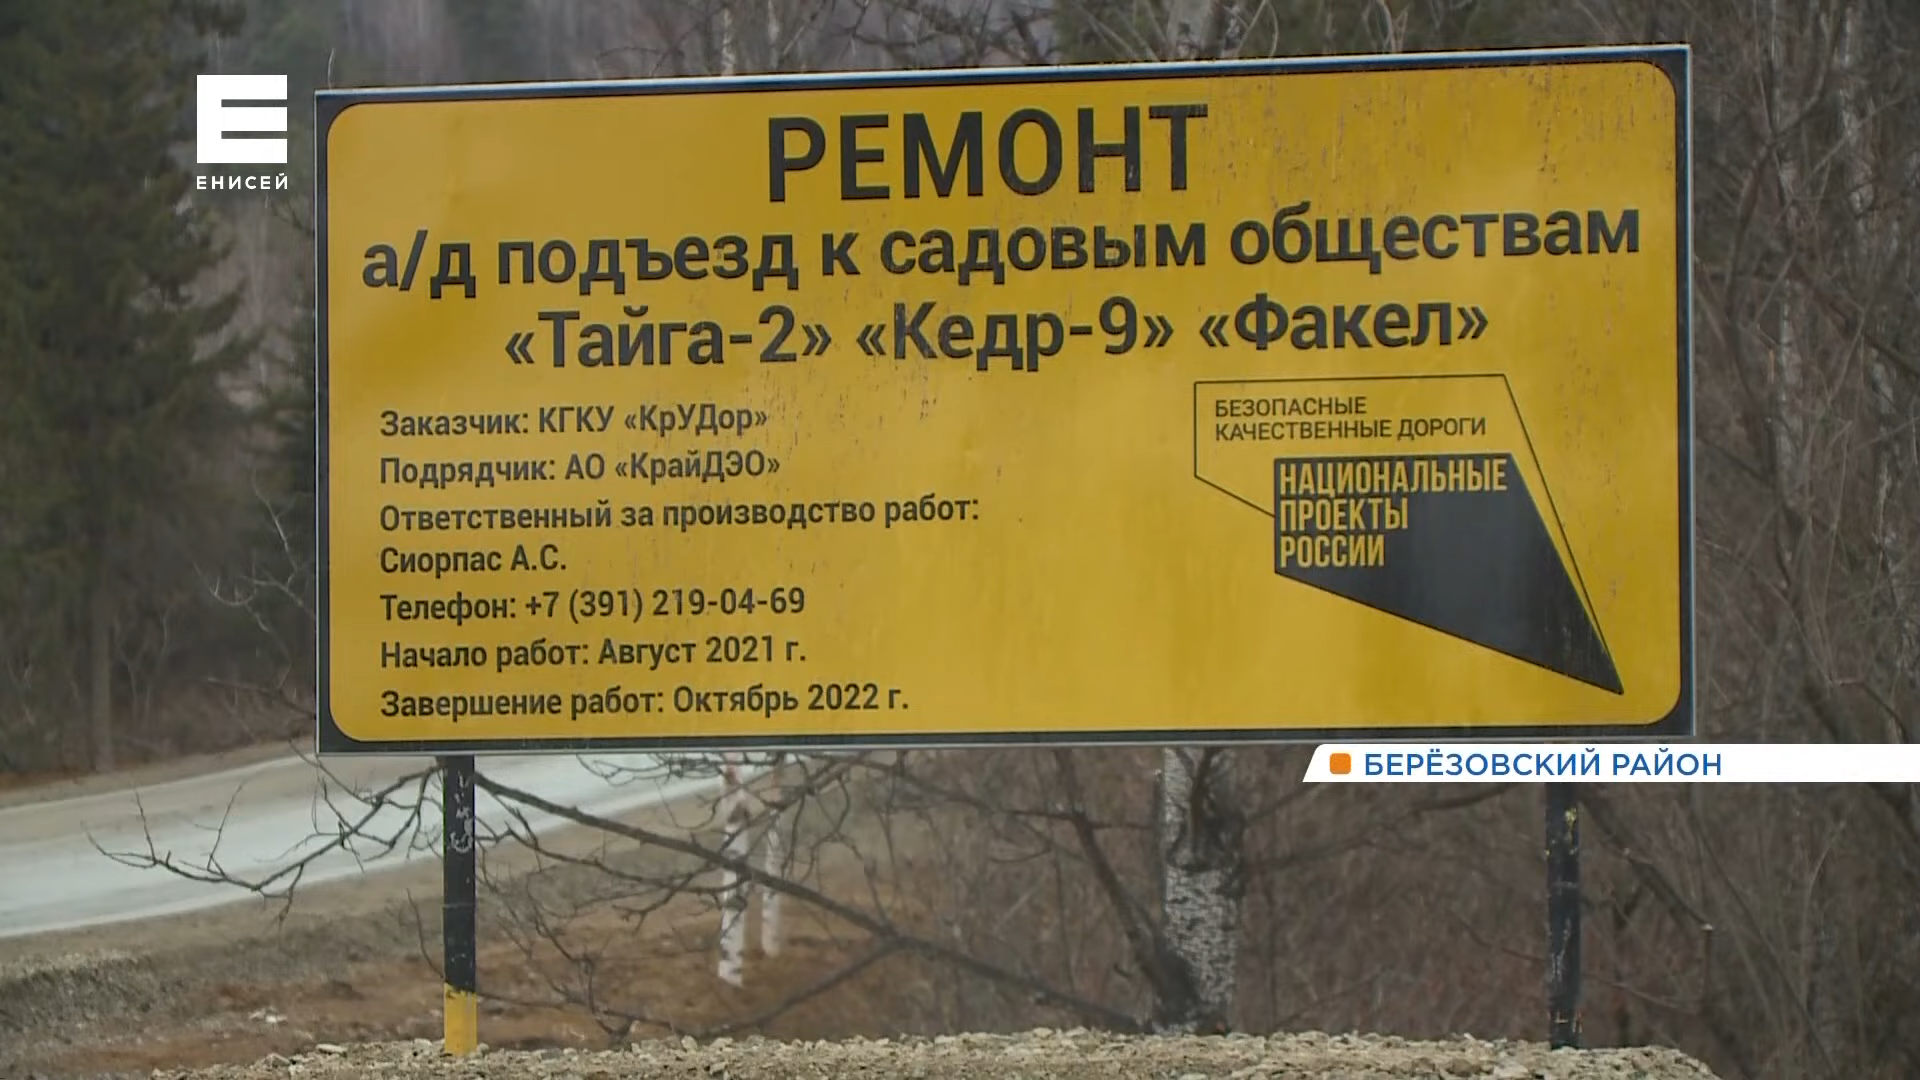 ЕНИСЕЙ
РЕМОНТ
а/д подъезд к садовым обществам
«Тайга-2» «Кедр-9» «Факел»
Заказчик: КГКУ «КрУДор»
Подрядчик: АО «КрайДЭО»
Ответственный за производство работ:
Сиорпас А.С.
Телефон: +7 (391) 219-04-69
Начало работ: Август 2021 г.
Завершение работ: Октябрь 2022 г.
БЕЗОПАСНЫЕ
КАЧЕСТВЕННЫЕ ДОРОГИ
НАЦИОНАЛЬНЫЕ
ПРОЕКТЫ
РОССИИ
БЕРЁЗОВСКИЙ РАЙОН